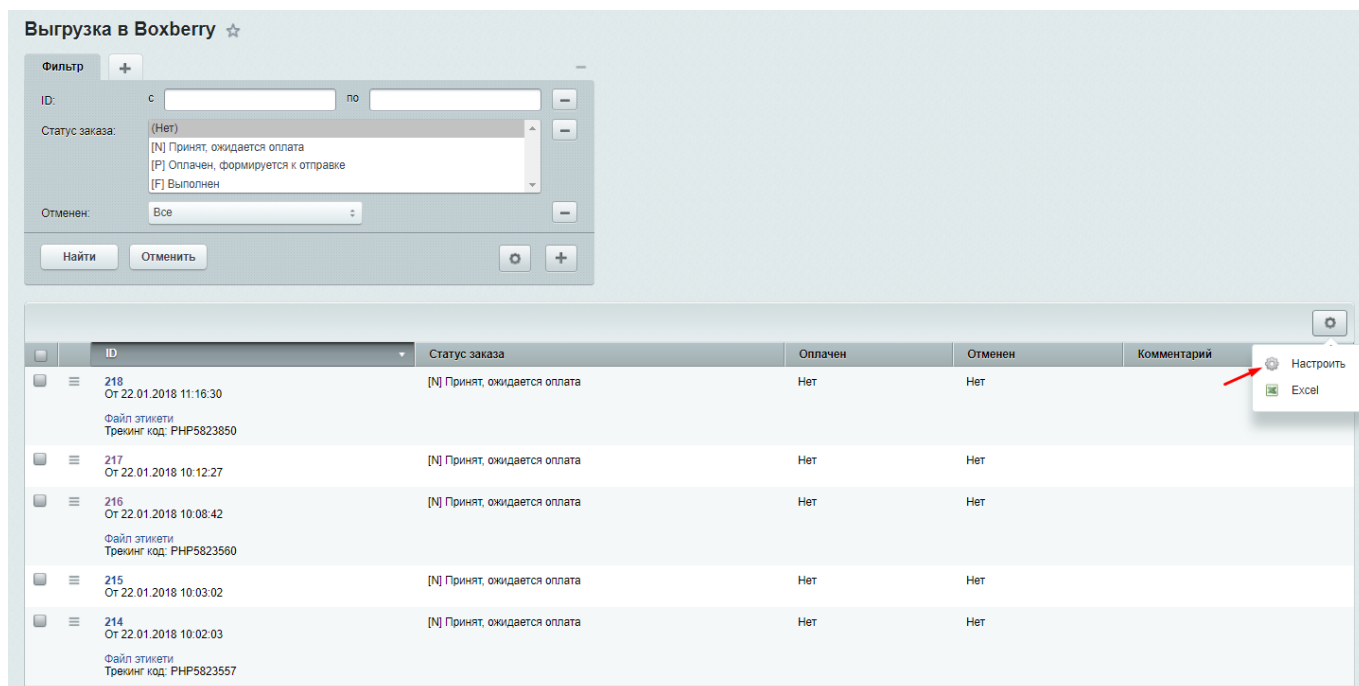 Выгрузка в Boxberry
Фильтр
ID: с по
Статус заказа:
(Нет)
[N] Принят, ожидается оплата
[P] Оплачен, формируется к отправке
[F] Выполнен
Отменен: Все
Найти Отменить
ID Статус заказа Оплачен Отменен Комментарий
Настроить
Excel
218 [N] Принят, ожидается оплата Нет Нет
От 22.01.2018 11:16:30
Файл этикети
Трекинг код: PHP5823850
217 [N] Принят, ожидается оплата Нет Нет
От 22.01.2018 10:12:27
216 [N] Принят, ожидается оплата Нет Нет
От 22.01.2018 10:08:42
Файл этикети
Трекинг код: PHP5823560
215 [N] Принят, ожидается оплата Нет Нет
От 22.01.2018 10:03:02
214 [N] Принят, ожидается оплата Нет Нет
От 22.01.2018 10:02:03
Файл этикети
Трекинг код: PHP5823557